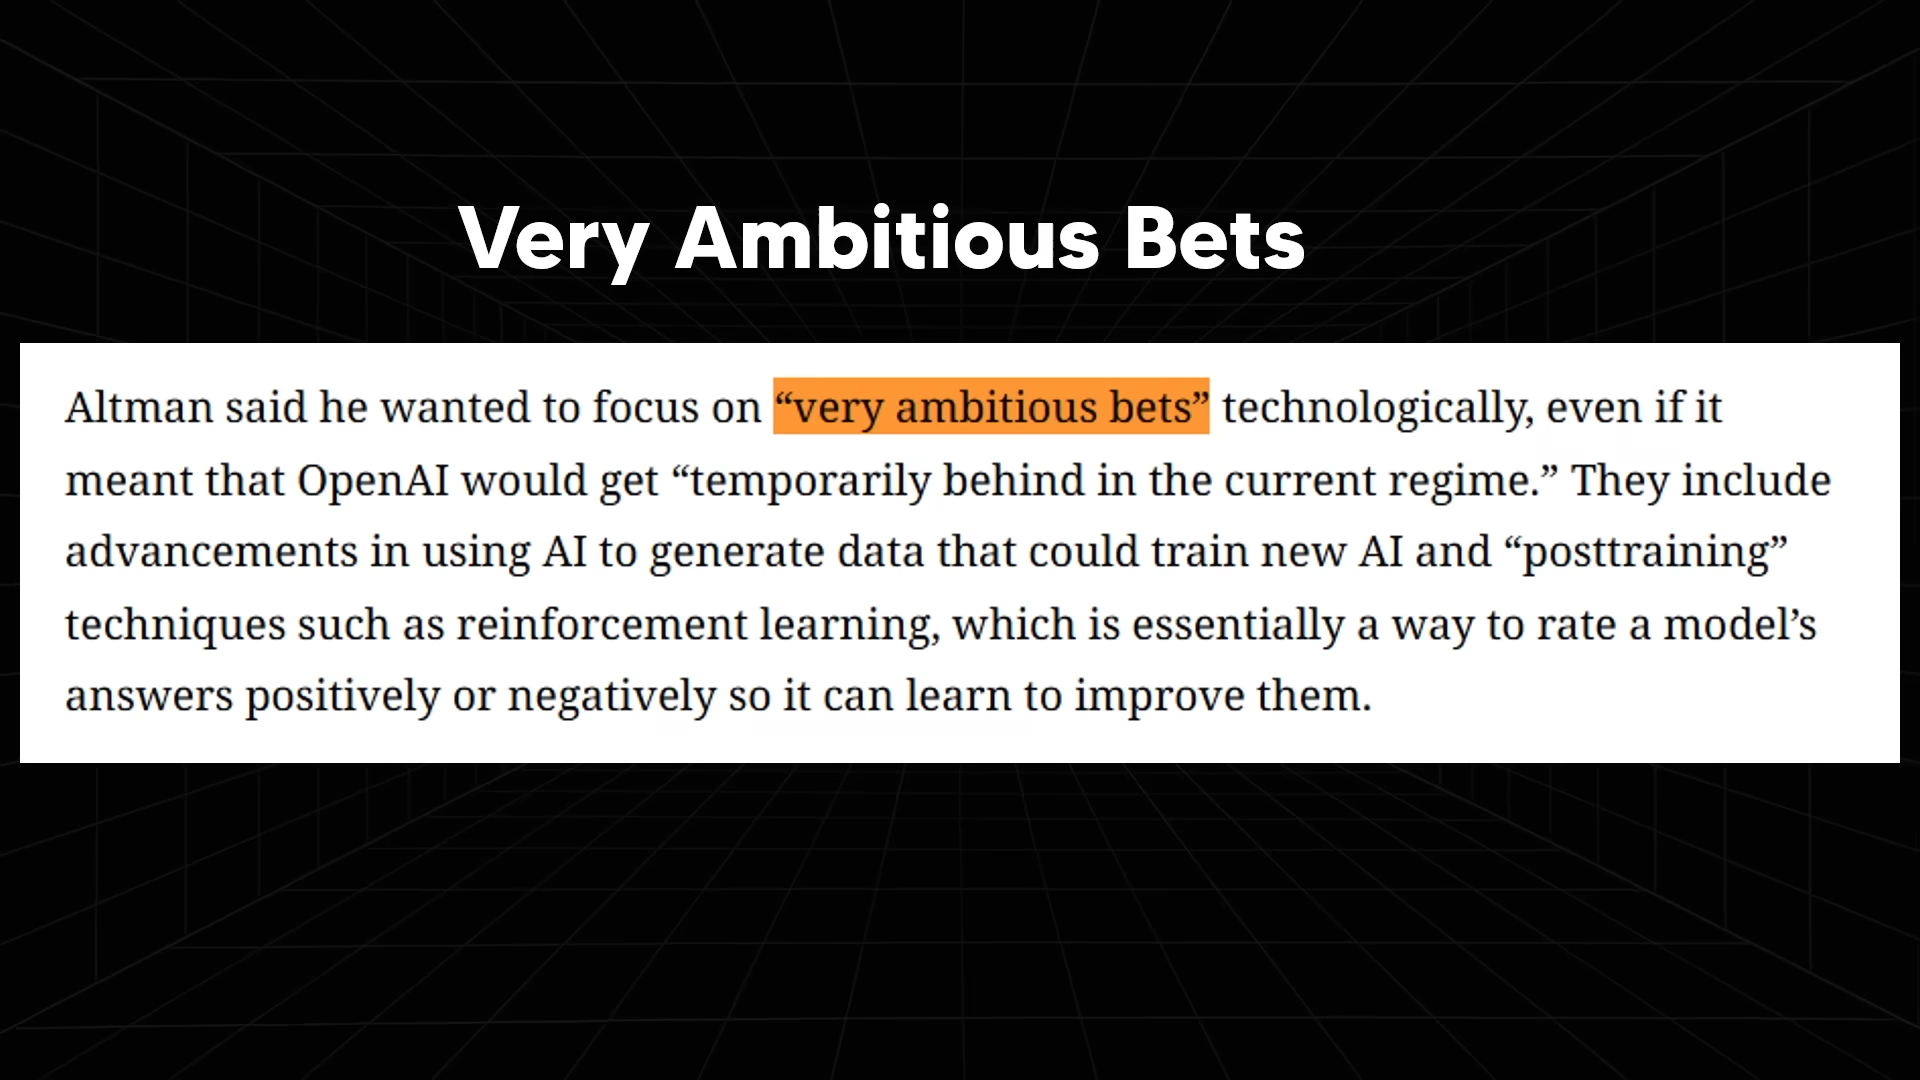 Very Ambitious Bets
Altman said he wanted to focus on “very ambitious bets” technologically, even if it
meant that OpenAI would get “temporarily behind in the current regime.” They include
advancements in using AI to generate data that could train new AI and “posttraining”
techniques such as reinforcement learning, which is essentially a way to rate a model’s
answers positively or negatively so it can learn to improve them.